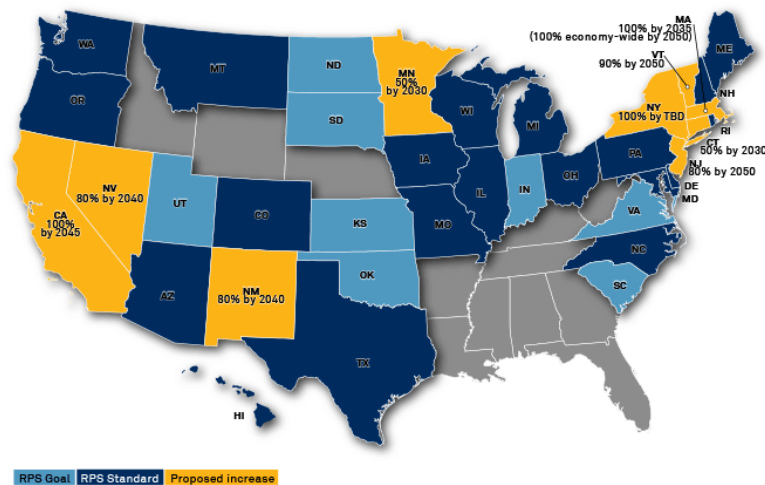 MA
100% by 2035
(100% economy-wide by 2050)
VT
90% by 2050
WA
MT
ND
MN
50%
by 2030
ME
OR
SD
WI
MI
NY
100% by TBD
NH
RI
CT
50% by 2030
NJ
80% by 2050
PA
IA
NV
80% by 2040
UT
CO
IL
IN
OH
DE
MD
CA
100%
by 2045
KS
MO
VA
NC
AZ
NM
80% by 2040
OK
SC
TX
HI
RPS Goal
RPS Standard
Proposed increase